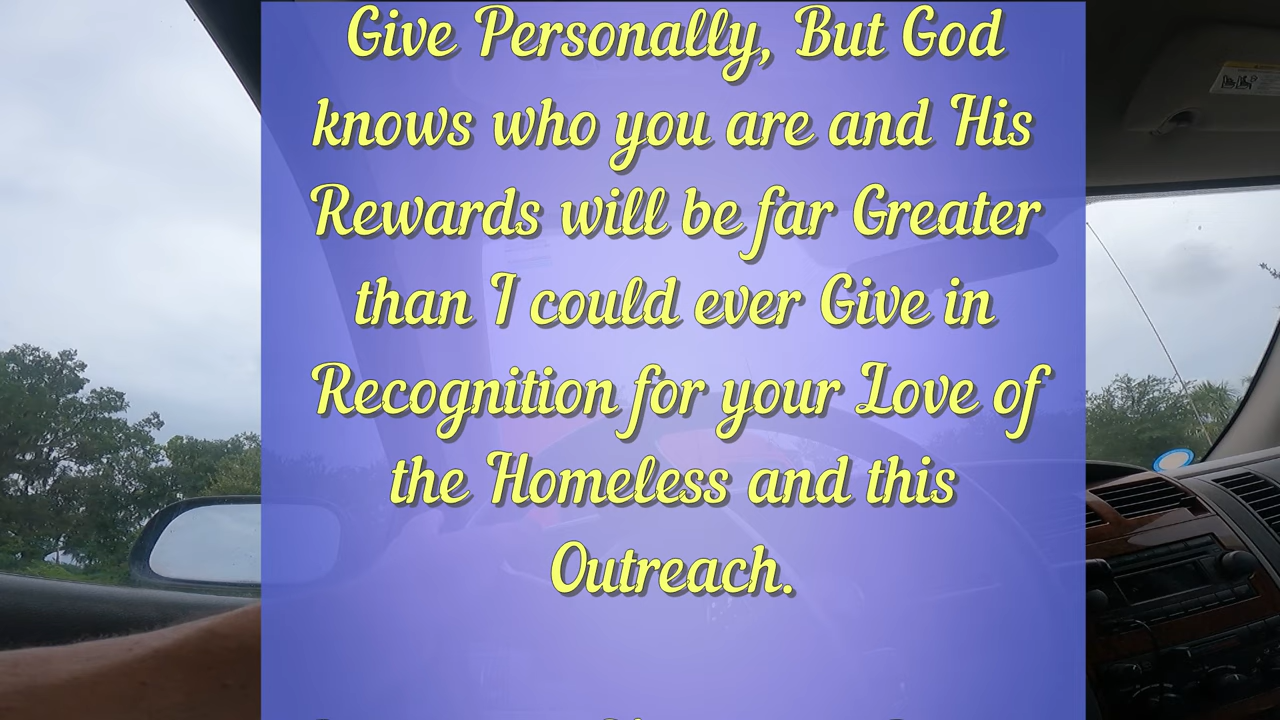 Give Personally, But God
knows who you are and His
Rewards will be far Greater
than I could ever Give in
Recognition for your Love of
the Homeless and this
Outreach.